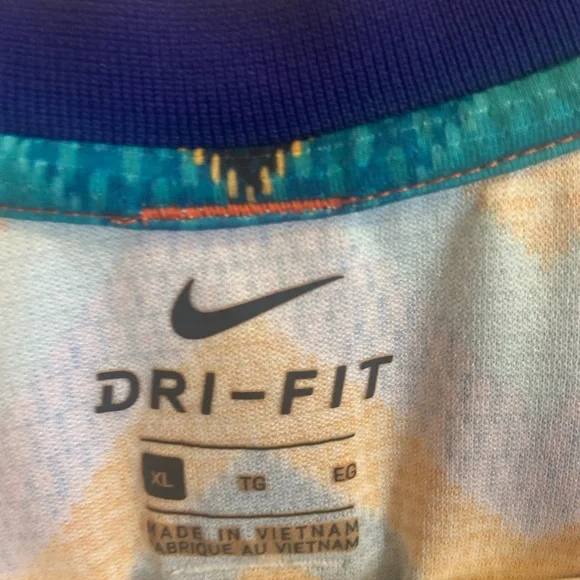 DRI-FIT
XL TG EG
MADE IN VIETNAM
FABRIQUE AU VIETNAM